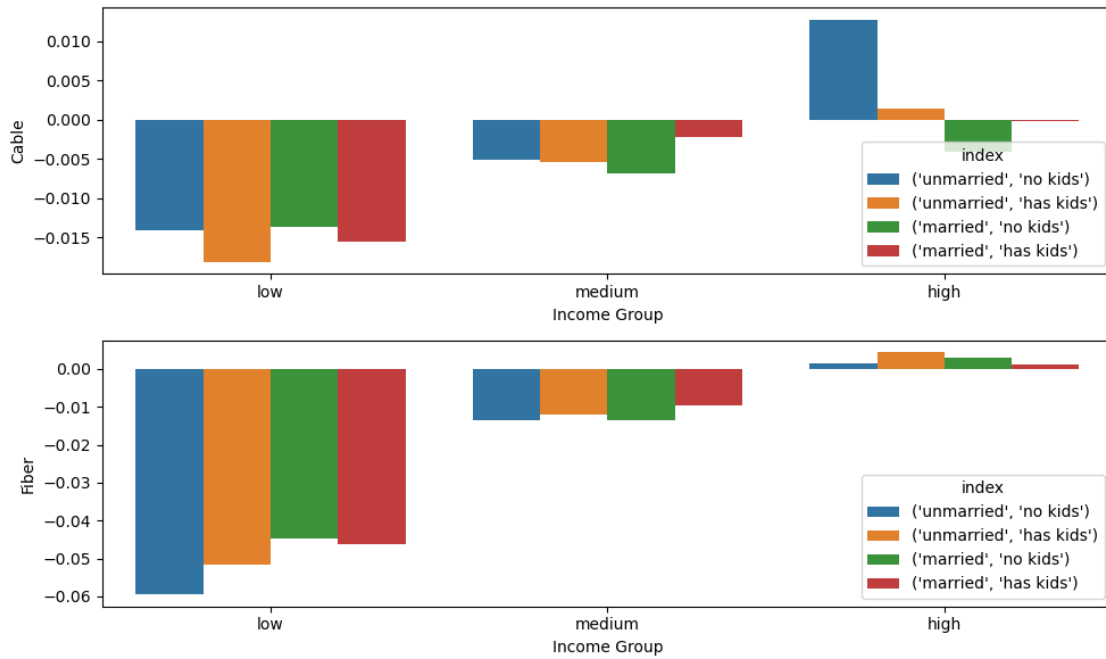 0.010
0.005
0.000
−0.005
−0.010
−0.015
Cable
low medium high
Income Group
index
('unmarried', 'no kids')
('unmarried', 'has kids')
('married', 'no kids')
('married', 'has kids')
0.00
−0.01
−0.02
−0.03
−0.04
−0.05
−0.06
Fiber
low medium high
Income Group
index
('unmarried', 'no kids')
('unmarried', 'has kids')
('married', 'no kids')
('married', 'has kids')